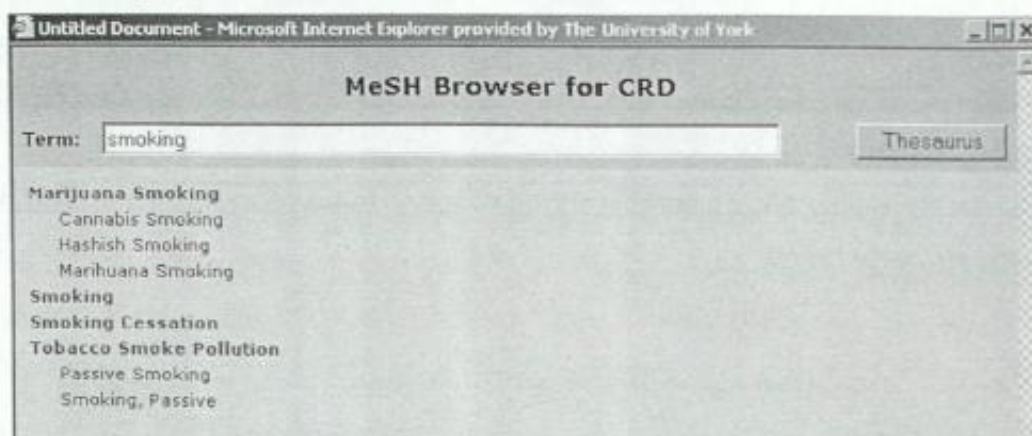 Untitled Document - Microsoft Internet Explorer provided by The University of York
MeSH Browser for CRD
Term: smoking Thesaurus
Marijuana Smoking
Cannabis Smoking
Hashish Smoking
Marihuana Smoking
Smoking
Smoking Cessation
Tobacco Smoke Pollution
Passive Smoking
Smoking, Passive